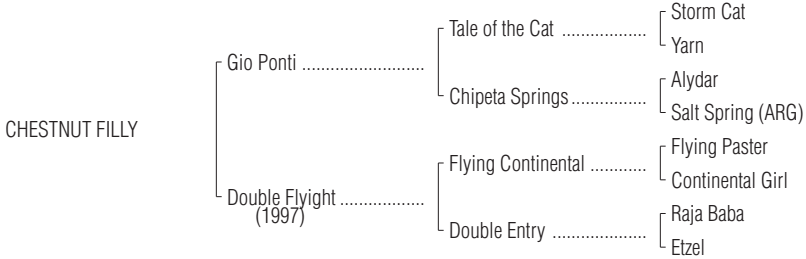 Storm Cat
Tale of the Cat ...................
Yarn
Gio Ponti ..........................
Alydar
Chipeta Springs................
Salt Spring (ARG)
CHESTNUT FILLY
Flying Paster
Flying Continental ............
Continental Girl
Double Flyight ..................
(1997)
Raja Baba
Double Entry ....................
Etzel